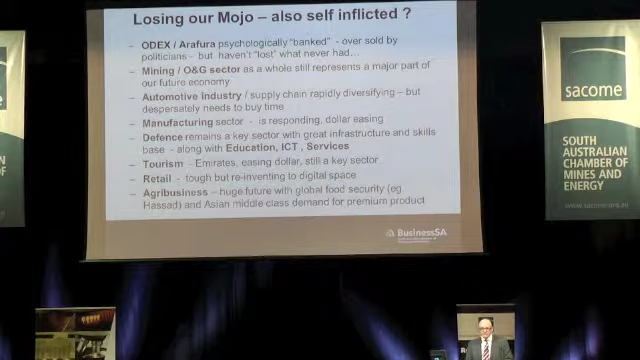 Losing our Mojo – also self inflicted ?
– ODEX / Arafura psychologically "banked" - over sold by
politicians - but haven't "lost" what never had…
– Mining / O&G sector as a whole still represents a major part of
our future economy
– Automotive industry / supply chain rapidly diversifying – but
desperately needs to buy time
– Manufacturing sector - is responding, dollar easing
– Defence remains a key sector with great infrastructure and skills
base - along with Education, ICT , Services
– Tourism - Emirates, easing dollar, still a key sector
– Retail - tough but re-inventing to digital space
– Agribusiness – huge future with global food security (eg
Hassad) and Asian middle class demand for premium product
BusinessSA
sacome
SOUTH
AUSTRALIAN
CHAMBER OF
MINES AND
ENERGY
www.sacome.org.au